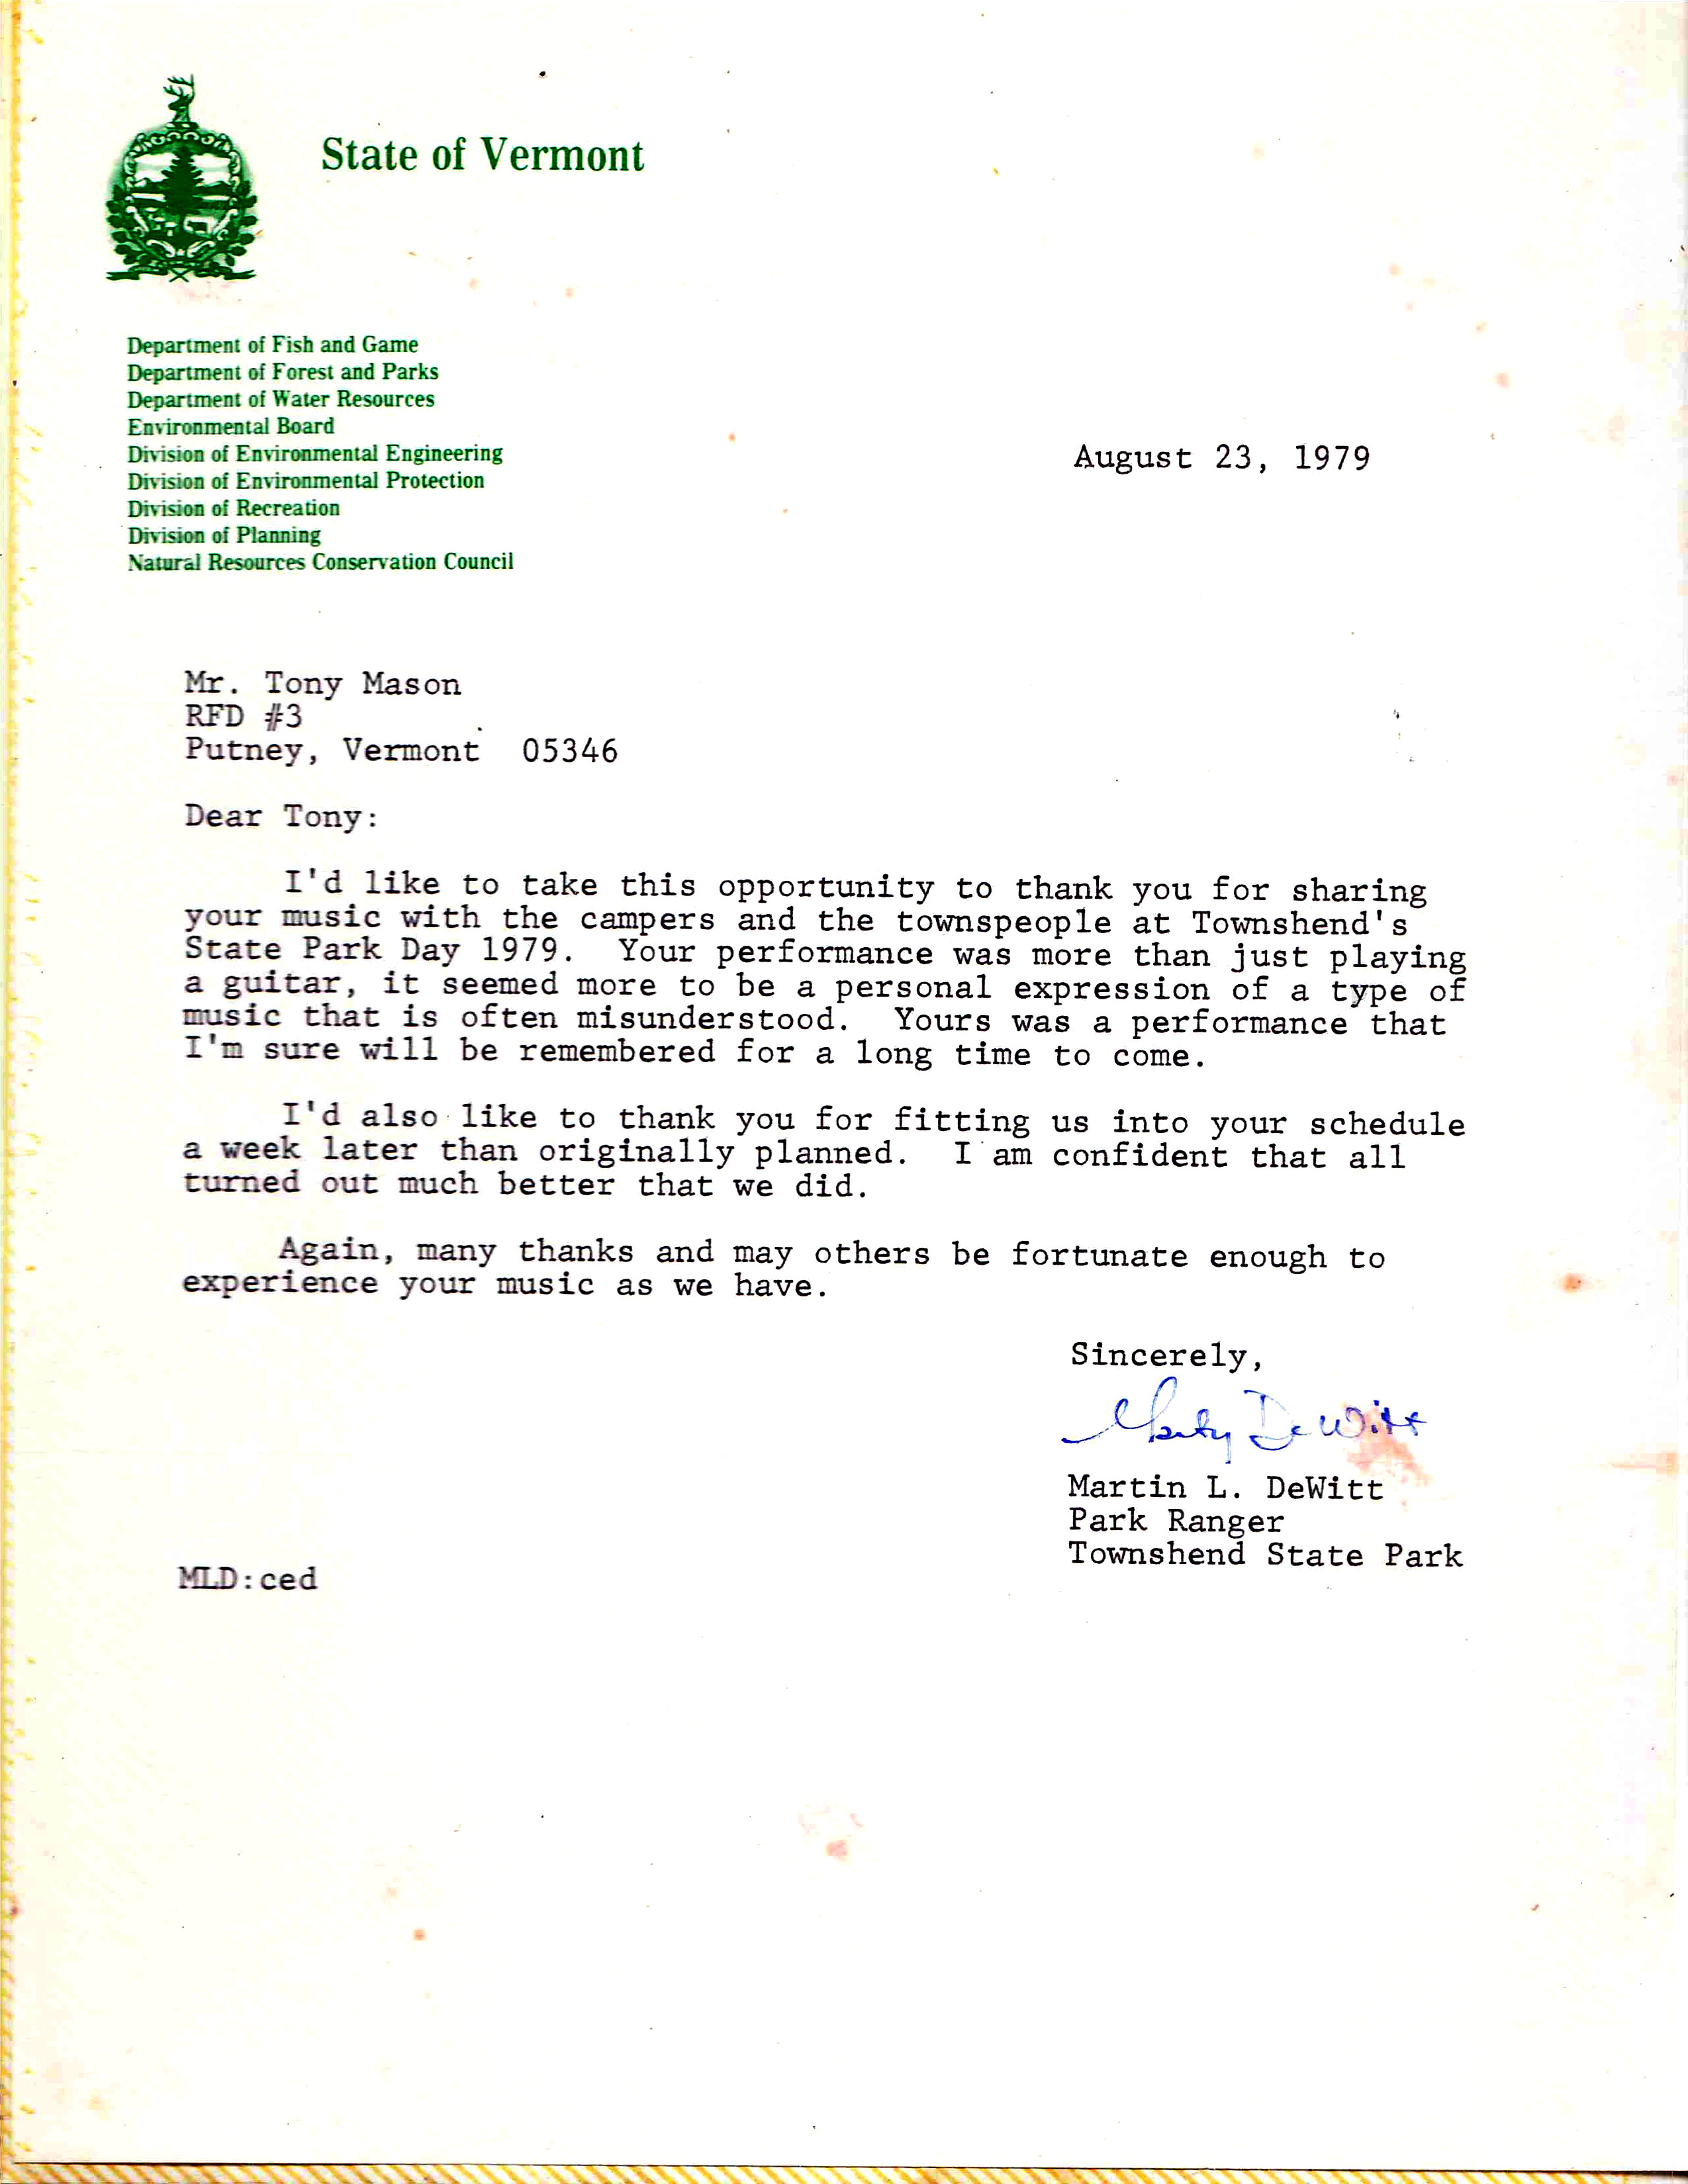 State of Vermont
Department of Fish and Game
Department of Forest and Parks
Department of Water Resources
Environmental Board
Division of Environmental Engineering
Division of Environmental Protection
Division of Recreation
Division of Planning
Natural Resources Conservation Council
August 23, 1979
Mr. Tony Mason
RFD #3
Putney, Vermont 05346
Dear Tony:
I'd like to take this opportunity to thank you for sharing
your music with the campers and the townspeople at Townshend's
State Park Day 1979. Your performance was more than just playing
a guitar, it seemed more to be a personal expression of a type of
music that is often misunderstood. Yours was a performance that
I'm sure will be remembered for a long time to come.
I'd also like to thank you for fitting us into your schedule
a week later than originally planned. I am confident that all
turned out much better that we did.
Again, many thanks and may others be fortunate enough to
experience your music as we have.
Sincerely,
Marty DeWitt
Martin L. DeWitt
Park Ranger
Townshend State Park
MLD:ced